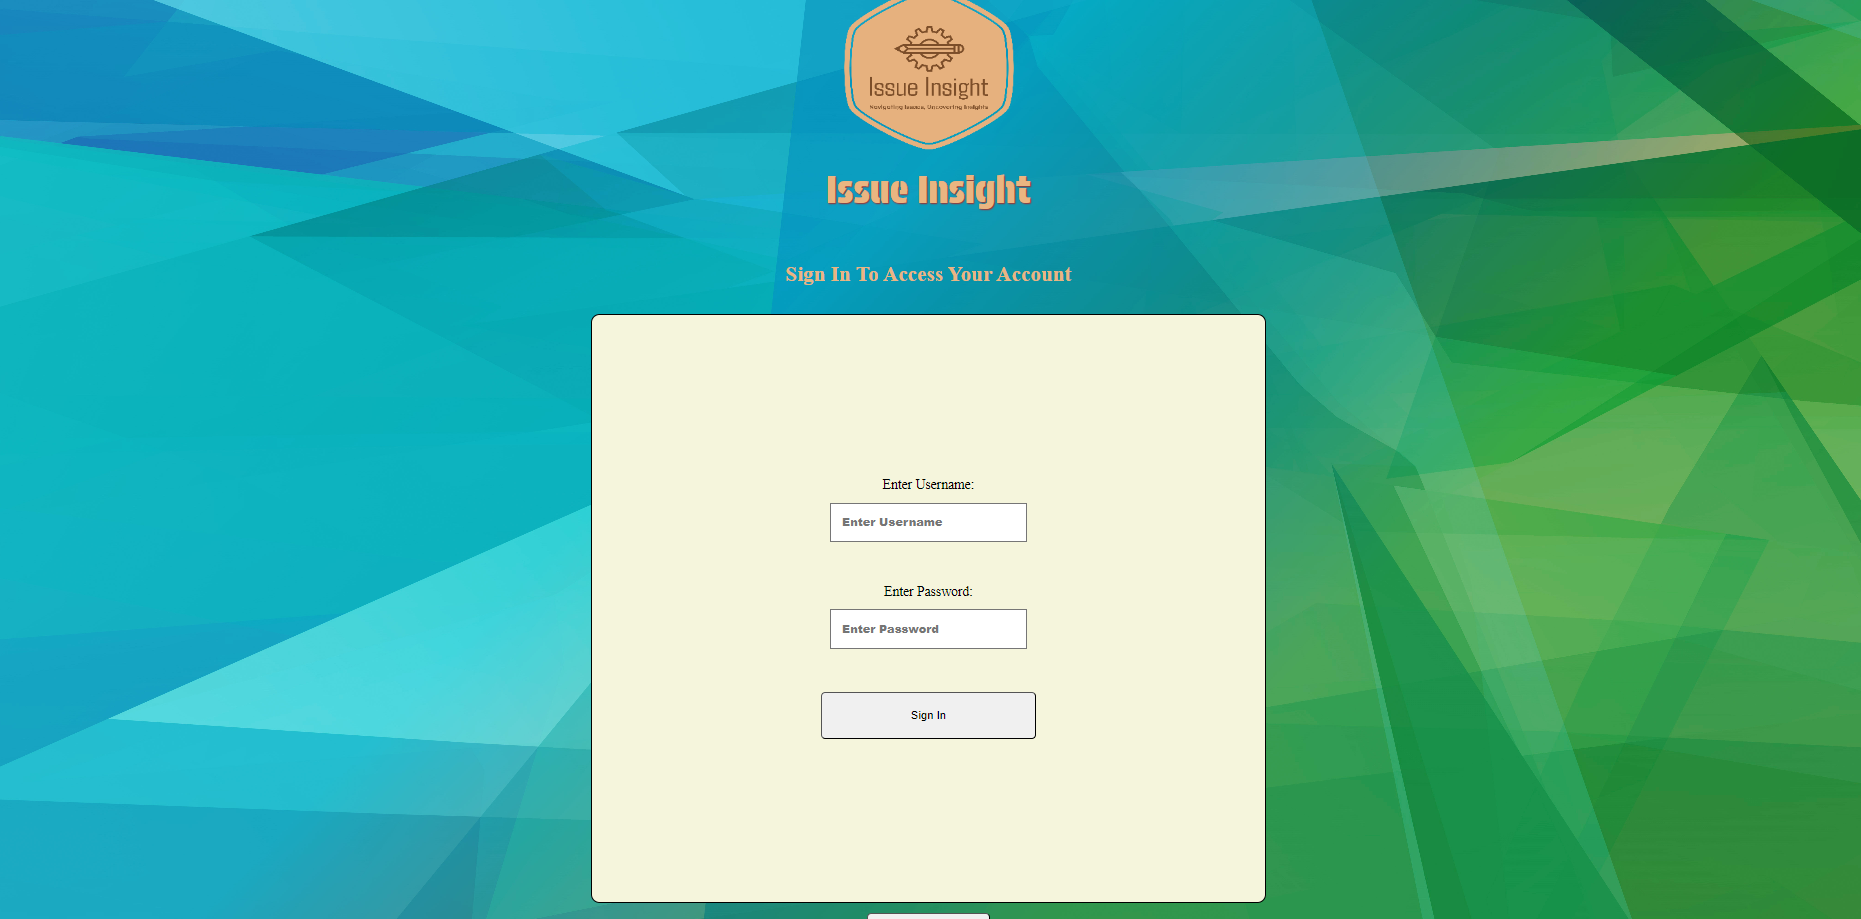 Issue Insight
Navigating Issues, Uncovering Insights
Issue Insight
Sign In To Access Your Account
Enter Username:
Enter Username
Enter Password:
Enter Password
Sign In